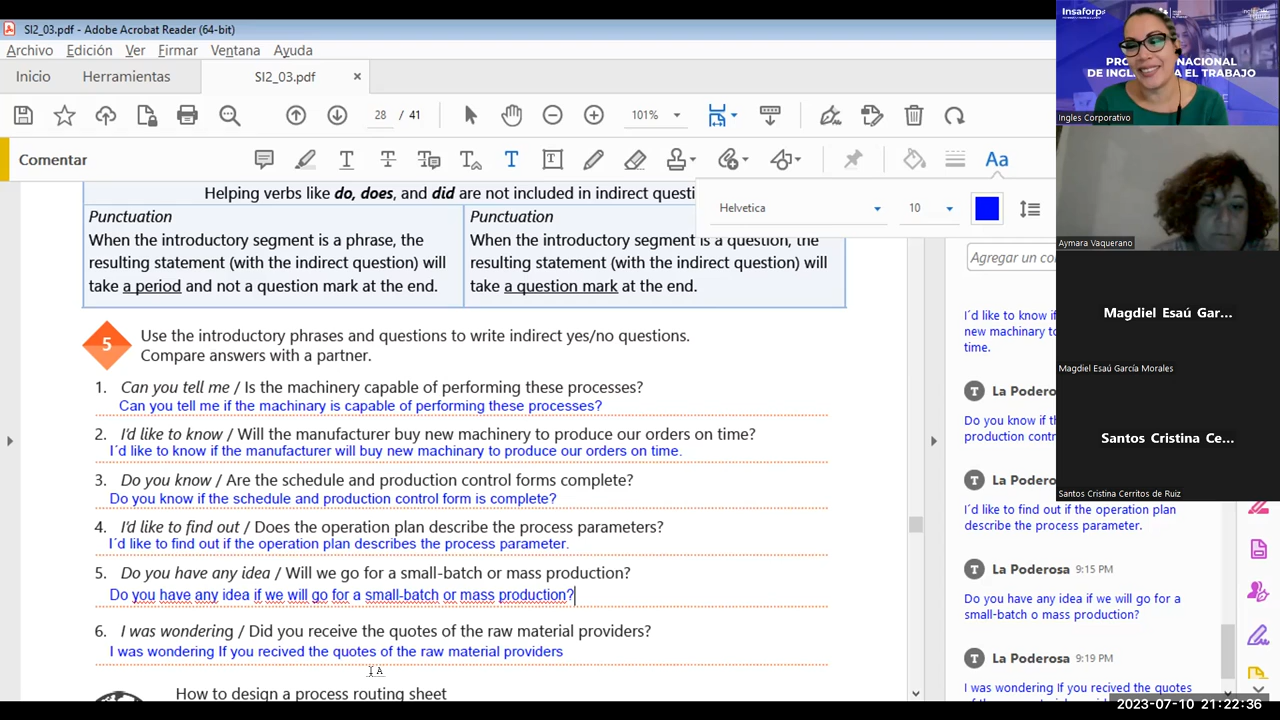 SI2_03.pdf - Adobe Acrobat Reader (64-bit)
Archivo Edición Ver Firmar Ventana Ayuda
Inicio Herramientas SI2_03.pdf ×
28 / 41 101%
Comentar
Helvetica 10
Helping verbs like do, does, and did are not included in indirect questi
Punctuation
When the introductory segment is a phrase, the
resulting statement (with the indirect question) will
take a period and not a question mark at the end.
Punctuation
When the introductory segment is a question, the
resulting statement (with the indirect question) will
take a question mark at the end.
5
Use the introductory phrases and questions to write indirect yes/no questions.
Compare answers with a partner.
1. Can you tell me / Is the machinery capable of performing these processes?
Can you tell me if the machinary is capable of performing these processes?
2. I'd like to know / Will the manufacturer buy new machinery to produce our orders on time?
I´d like to know if the manufacturer will buy new machinary to produce our orders on time.
3. Do you know / Are the schedule and production control forms complete?
Do you know if the schedule and production control form is complete?
4. I'd like to find out / Does the operation plan describe the process parameters?
I´d like to find out if the operation plan describes the process parameter.
5. Do you have any idea / Will we go for a small-batch or mass production?
Do you have any idea if we will go for a small-batch or mass production?
6. I was wondering / Did you receive the quotes of the raw material providers?
I was wondering If you recived the quotes of the raw material providers
How to design a process routing sheet
Agregar un co
I´d like to know if
new machinary to
time.
La Poderosa
Do you know if th
production contr
La Poderosa
I´d like to find out if the operation plan
describe the process parameter.
La Poderosa 9:15 PM
Do you have any idea if we will go for a
small-batch o mass production?
La Poderosa 9:19 PM
I was wondering If you recived the quotes
Insaforp
DE INGL A EL TRABAJO
Ingles Corporativo
Aymara Vaquerano
Magdiel Esaú Gar...
Magdiel Esaú García Morales
Santos Cristina Ce...
Santos Cristina Cerritos de Ruiz
2023-07-10 21:22:36